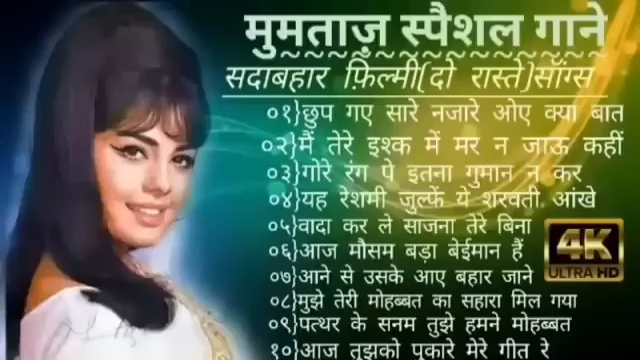 मुमताज़ स्पैशल गाने
सदाबहार फ़िल्मी(दो रास्ते)सॉंग्स
०१}छुप गए सारे नजारे ओए क्या बात
०२}मैं तेरे इश्क में मर न जाऊ कहीं
०३}गोरे रंग पे इतना गुमान न कर
०४}यह रेशमी जुल्फें ये शरवती आंखे
०५}वादा कर ले साजना तेरे बिना
०६}आज मौसम बड़ा बेईमान हैं
०७}आने से उसके आए बहार जाने
०८}मुझे तेरी मोहब्बत का सहारा मिल गया
०९}पत्थर के सनम तुझे हमने मोहब्बत
१०}आज तुझको पुकारे मेरे गीत रे
4K
ULTRA HD